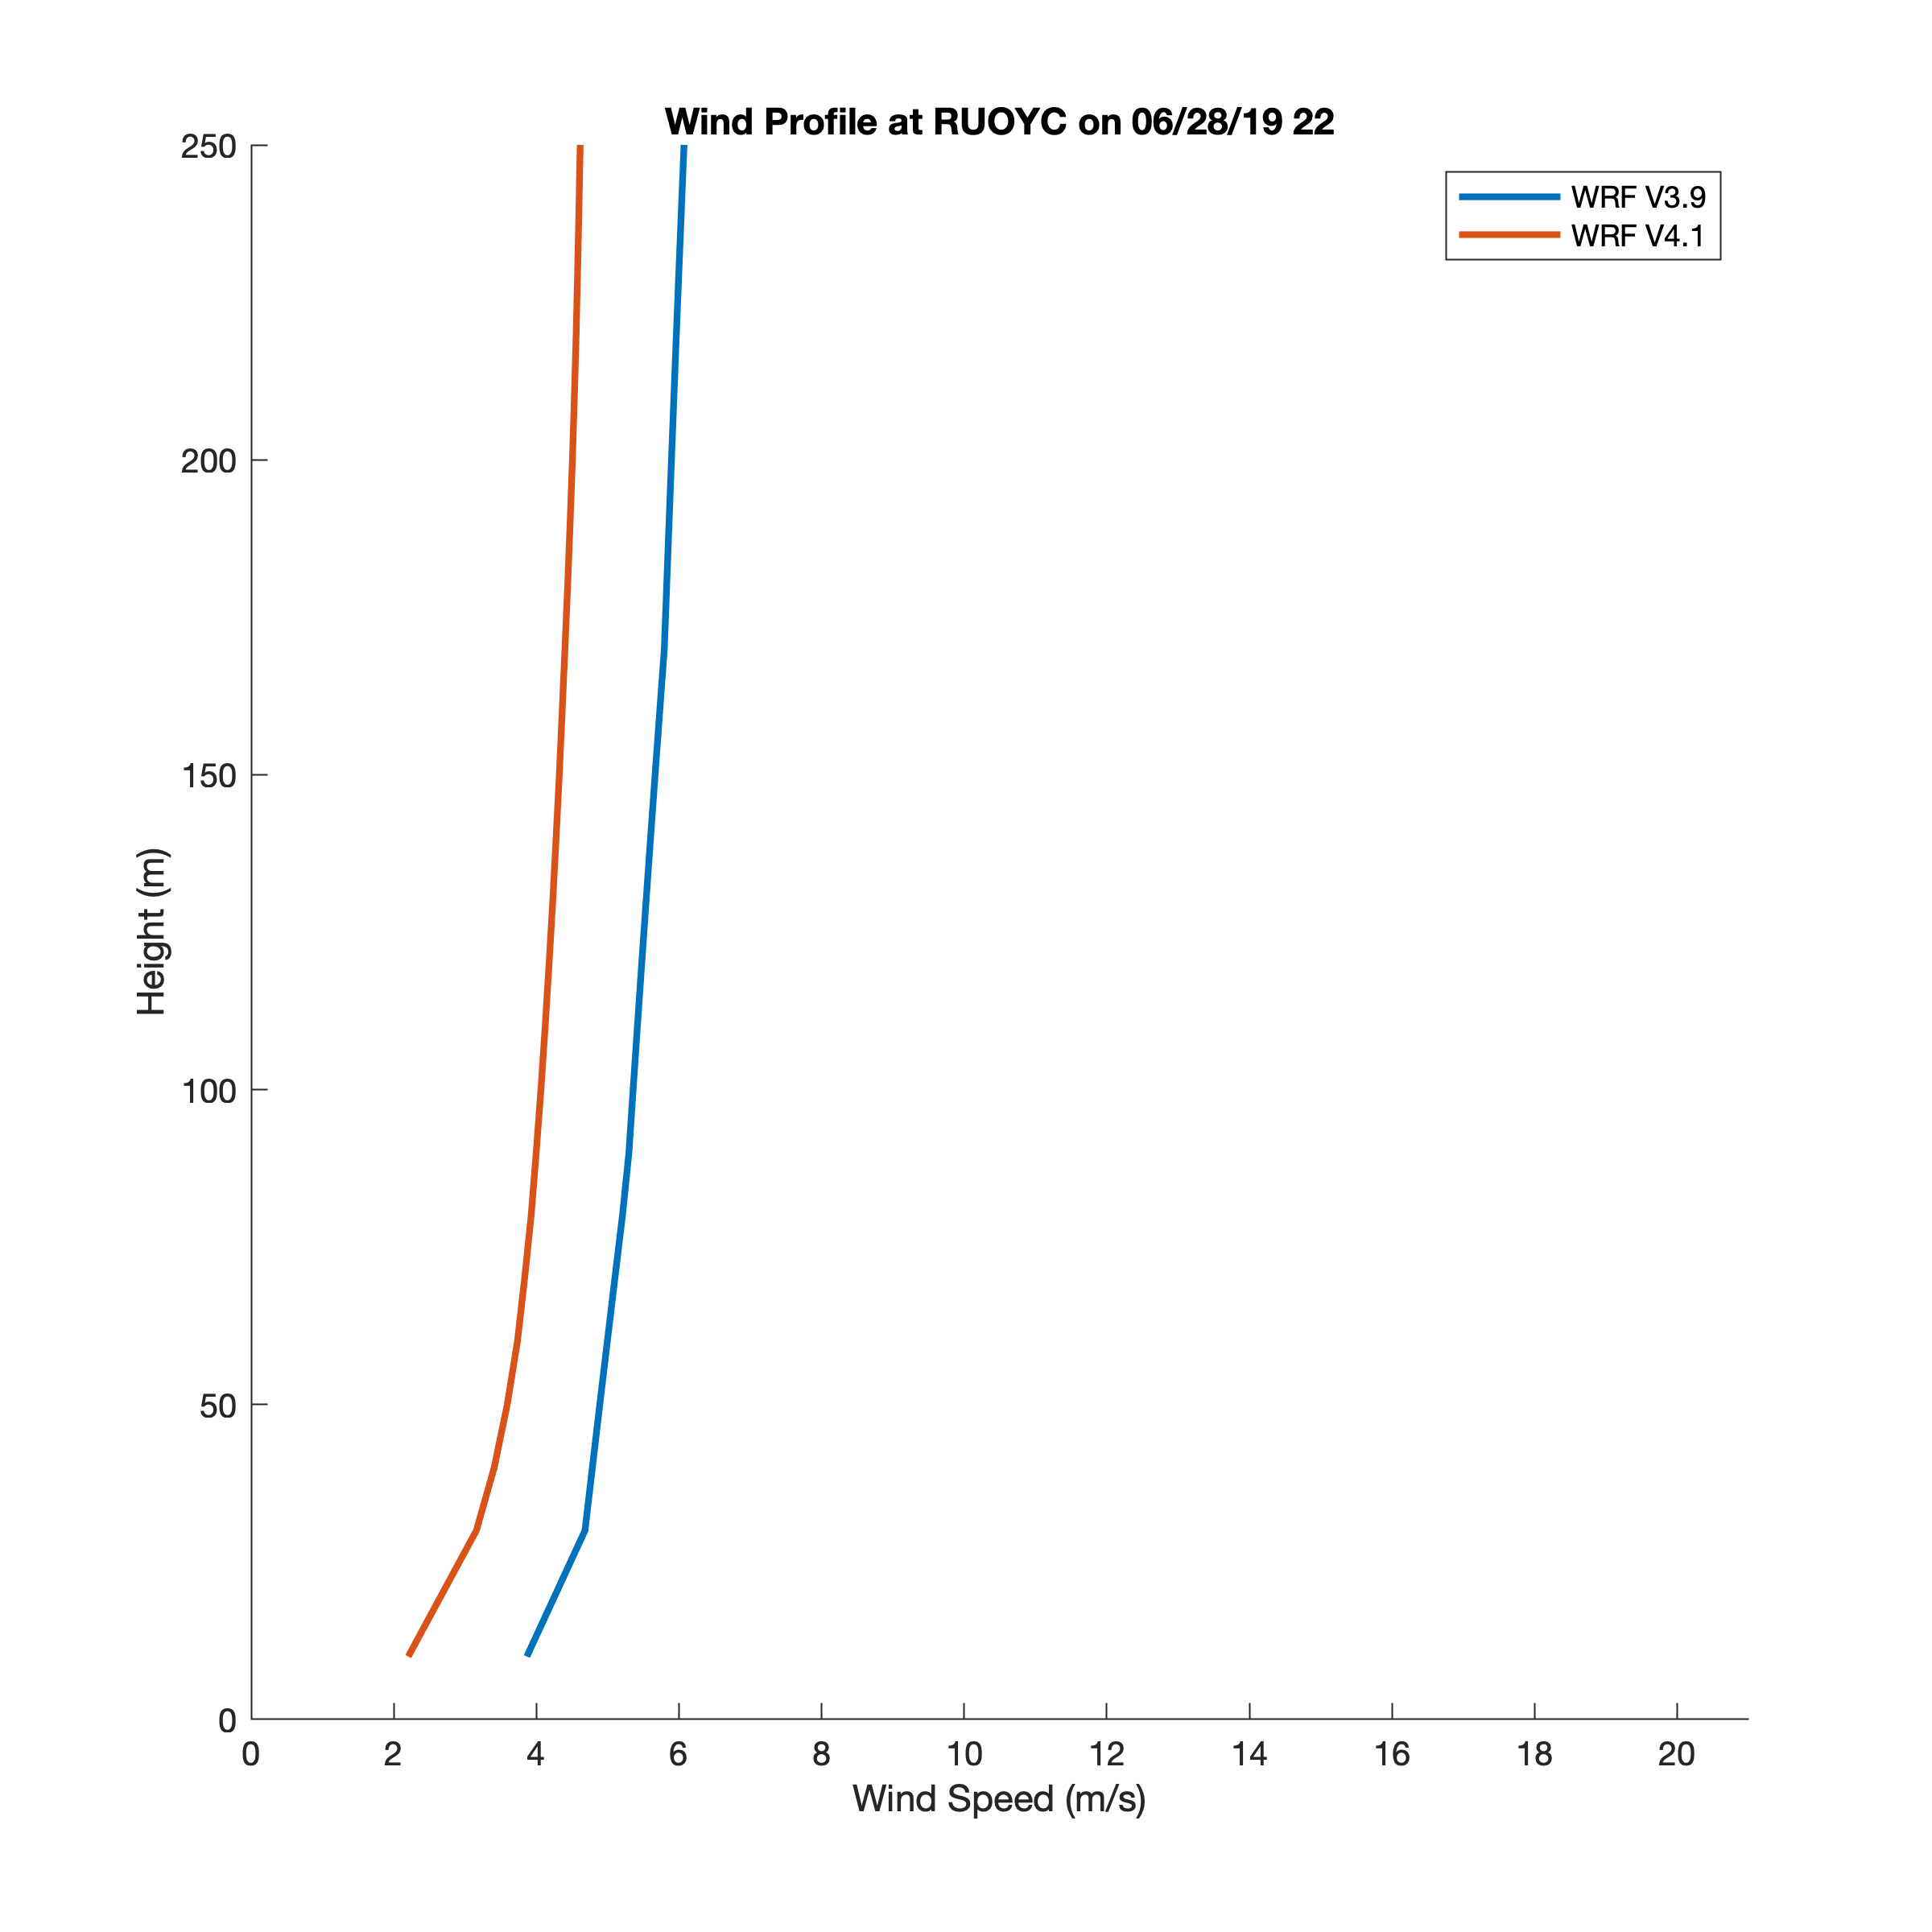 Wind Profile at RUOYC on 06/28/19 22
WRF V3.9
WRF V4.1
250
200
150
100
50
0
Height (m)
0 2 4 6 8 10 12 14 16 18 20
Wind Speed (m/s)